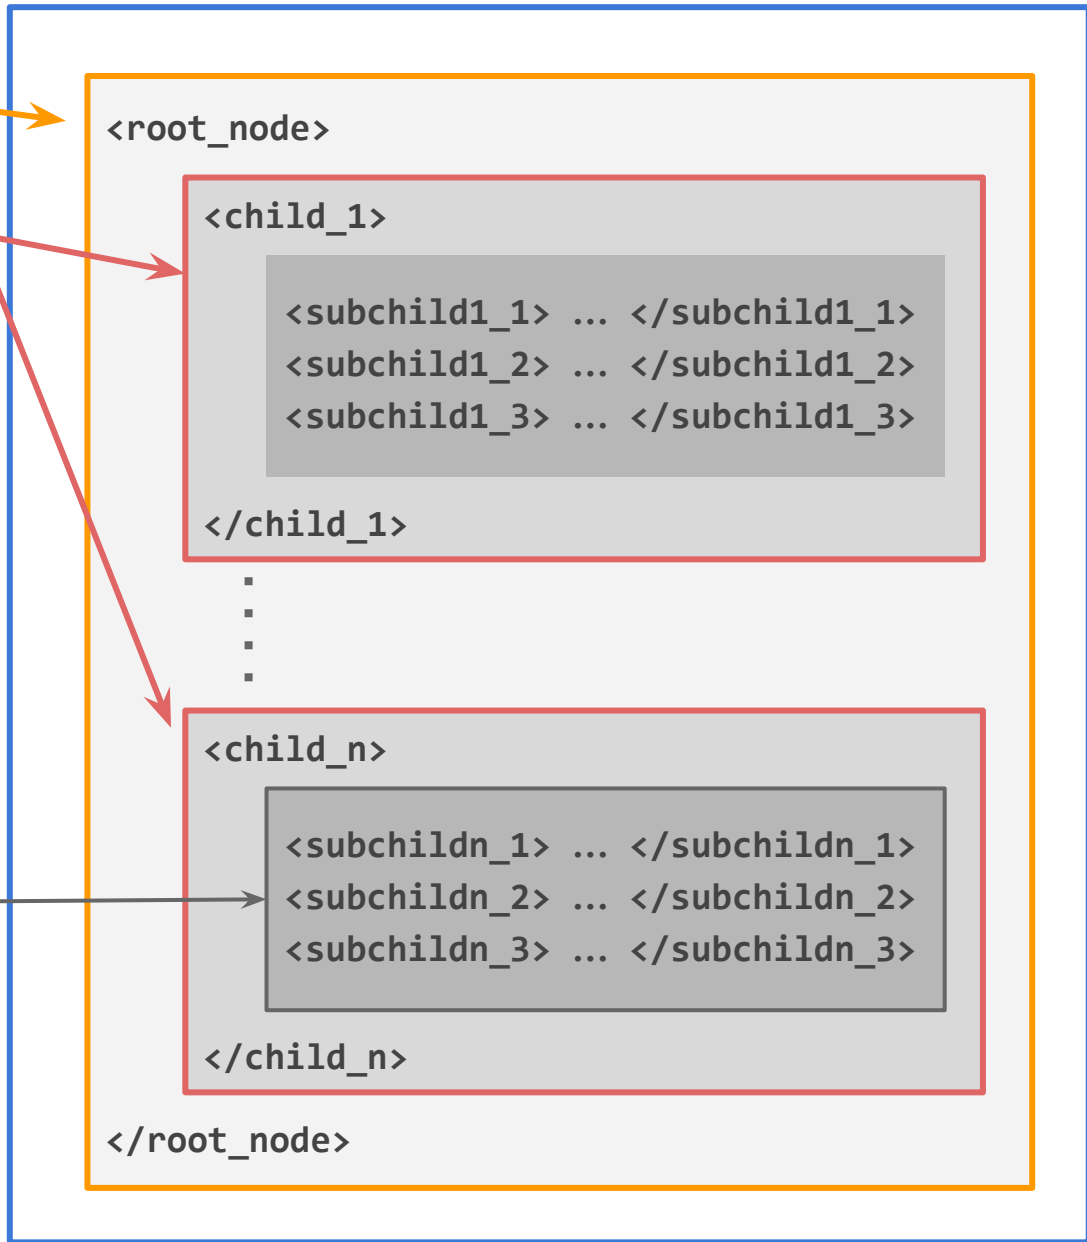 <root_node>
<child_1>
<subchild1_1> … </subchild1_1>
<subchild1_2> … </subchild1_2>
<subchild1_3> … </subchild1_3>
</child_1>
.
.
.
.
<child_n>
<subchildn_1> … </subchildn_1>
<subchildn_2> … </subchildn_2>
<subchildn_3> … </subchildn_3>
</child_n>
</root_node>